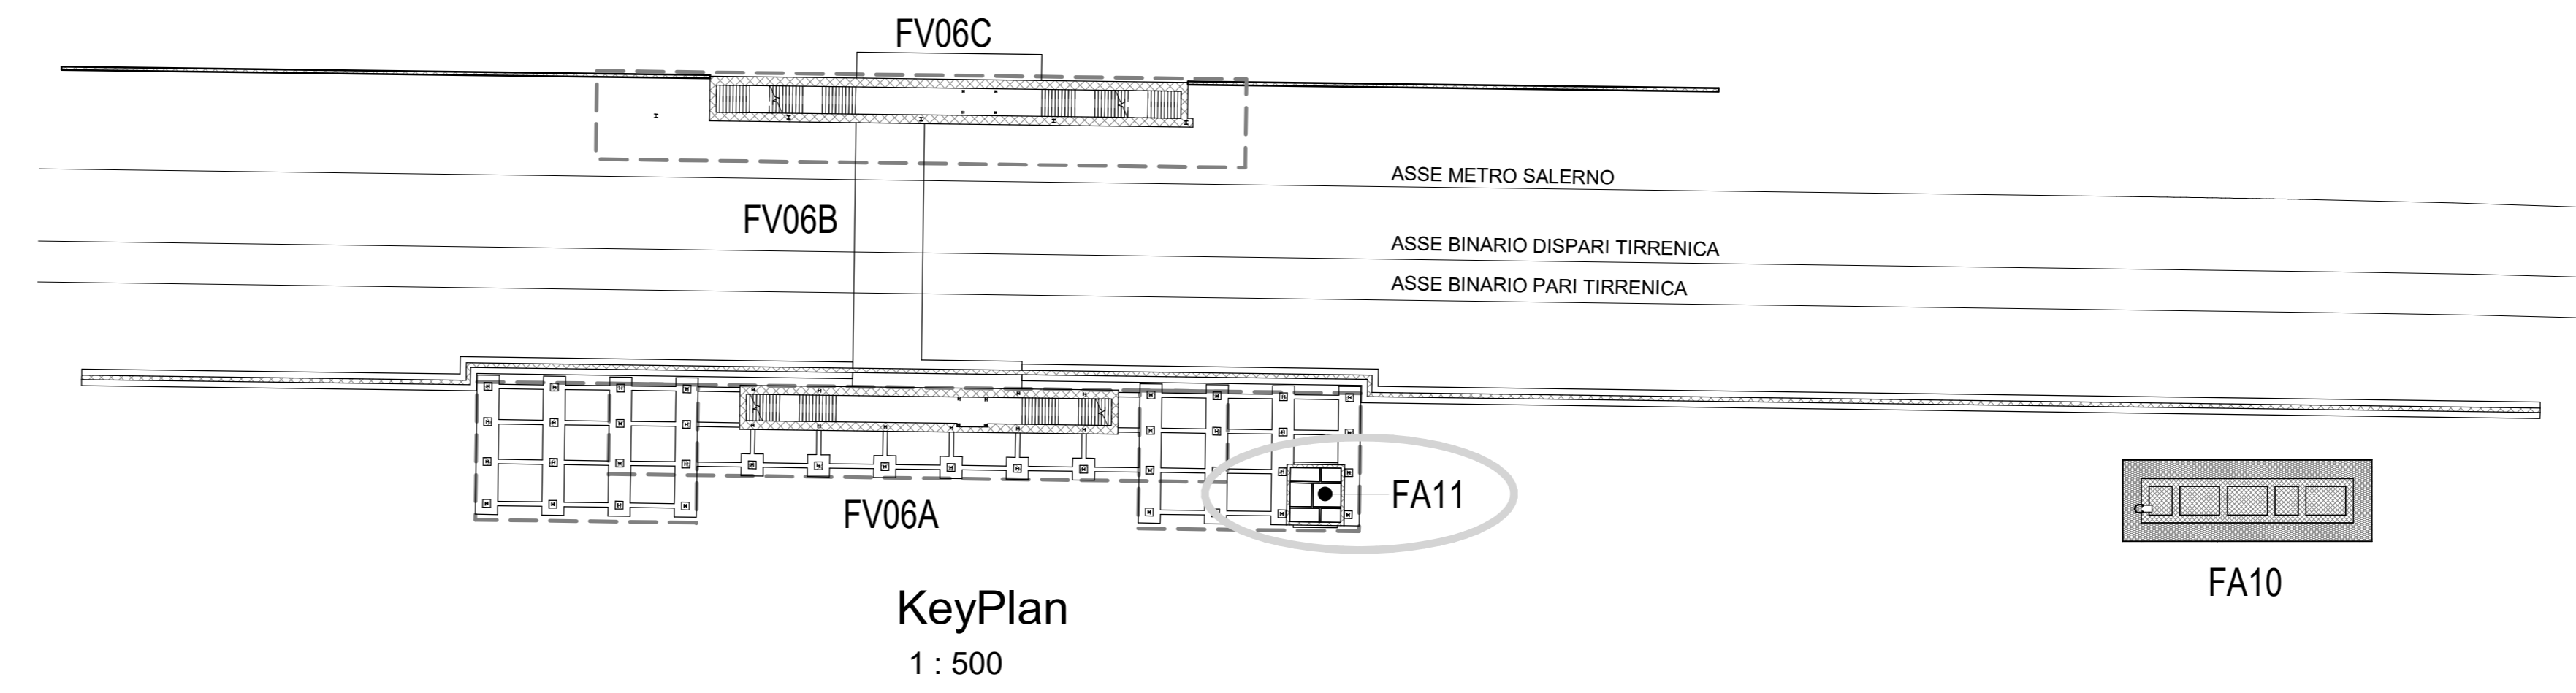 FV06C
ASSE METRO SALERNO
FV06B
ASSE BINARIO DISPARI TIRRENICA
ASSE BINARIO PARI TIRRENICA
FA11
FV06A
FA10
KeyPlan
1 : 500